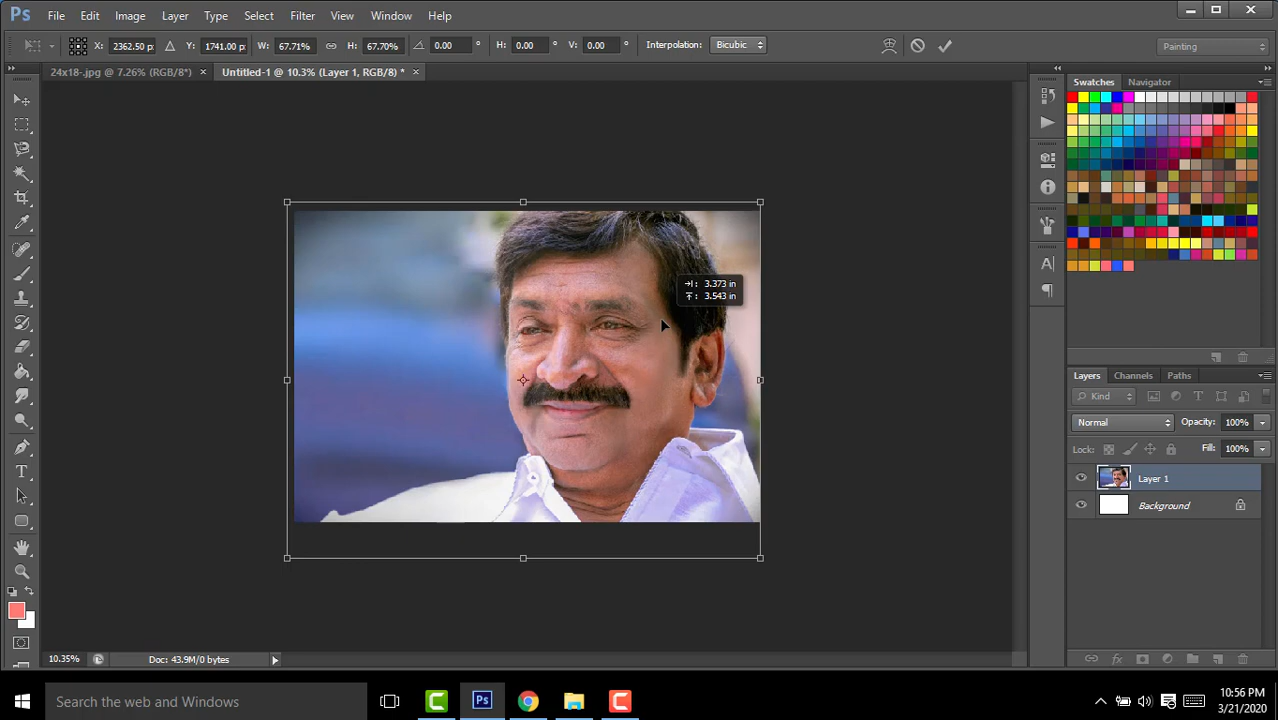 Ps File Edit Image Layer Type Select Filter View Window Help
X: 2362.50 p: Y: 1741.00 p: W: 67.71% H: 67.70% 0.00 ° H: 0.00 ° V: 0.00 ° Interpolation: Bicubic Painting
24x18-.jpg @ 7.26% (RGB/8*) × Untitled-1 @ 10.3% (Layer 1, RGB/8) * ×
Swatches Navigator
3.373 in
3.543 in
Layers Channels Paths
Kind
Normal Opacity: 100%
Lock: Fill: 100%
Layer 1
Background
10.35% Doc: 43.9M/0 bytes
Search the web and Windows
10:56 PM
3/21/2020